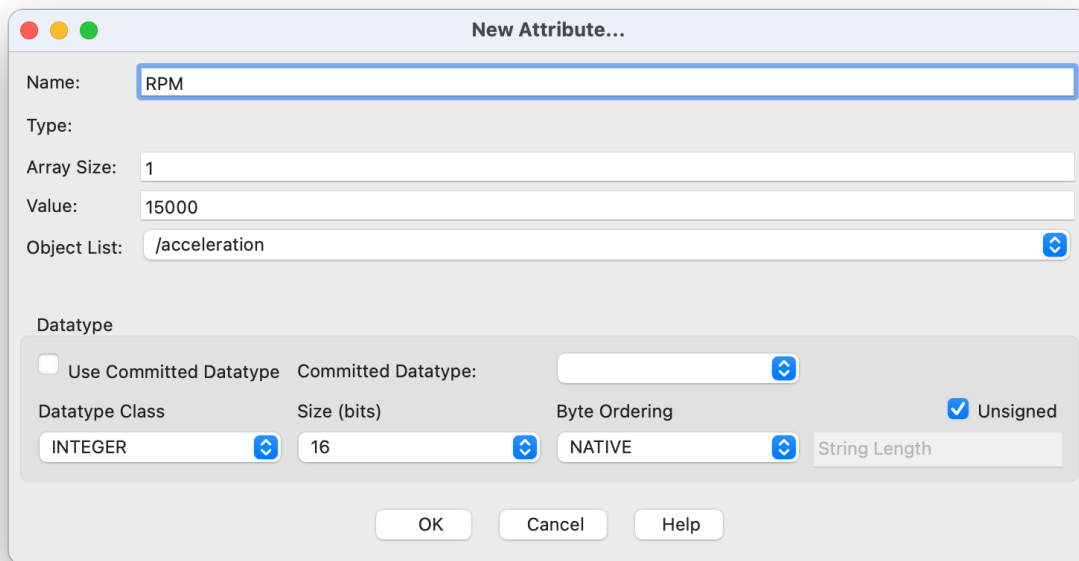 New Attribute...
Name: RPM
Type:
Array Size: 1
Value: 15000
Object List: /acceleration
Datatype
Use Committed Datatype Committed Datatype:
Datatype Class Size (bits) Byte Ordering Unsigned
INTEGER 16 NATIVE String Length
OK Cancel Help